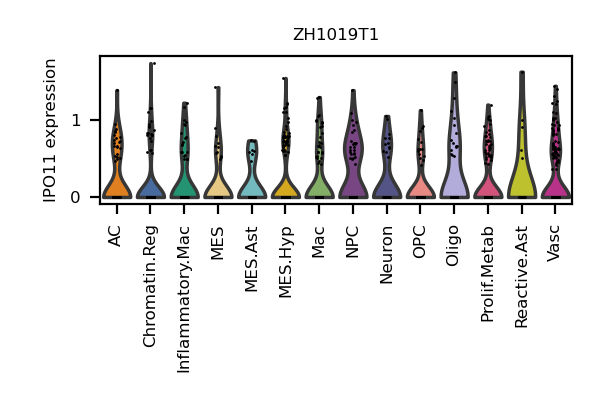 ZH1019T1
IPO11 expression
1
0
AC
Chromatin.Reg
Inflammatory.Mac
MES
MES.Ast
MES.Hyp
Mac
NPC
Neuron
OPC
Oligo
Prolif.Metab
Reactive.Ast
Vasc